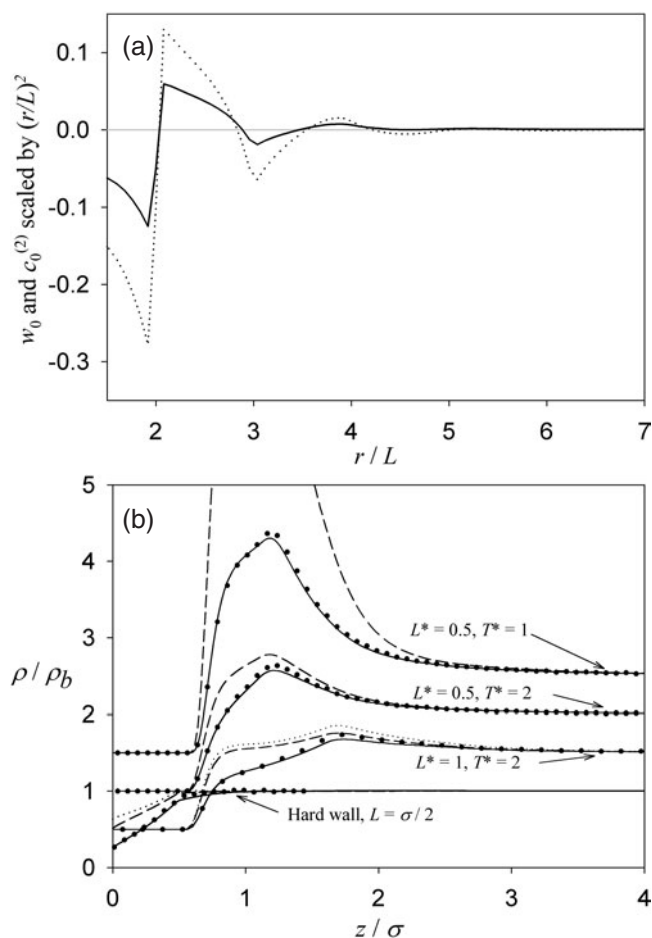 (a)
w₀ and c₀⁽²⁾ scaled by (r/L)²
0.1
0.0
-0.1
-0.2
-0.3
2 3 4 5 6 7
r / L
(b)
ρ / ρb
5
4
3
2
1
0
L* = 0.5, T* = 1
L* = 0.5, T* = 2
L* = 1, T* = 2
Hard wall, L = σ/2
0 1 2 3 4
z / σ